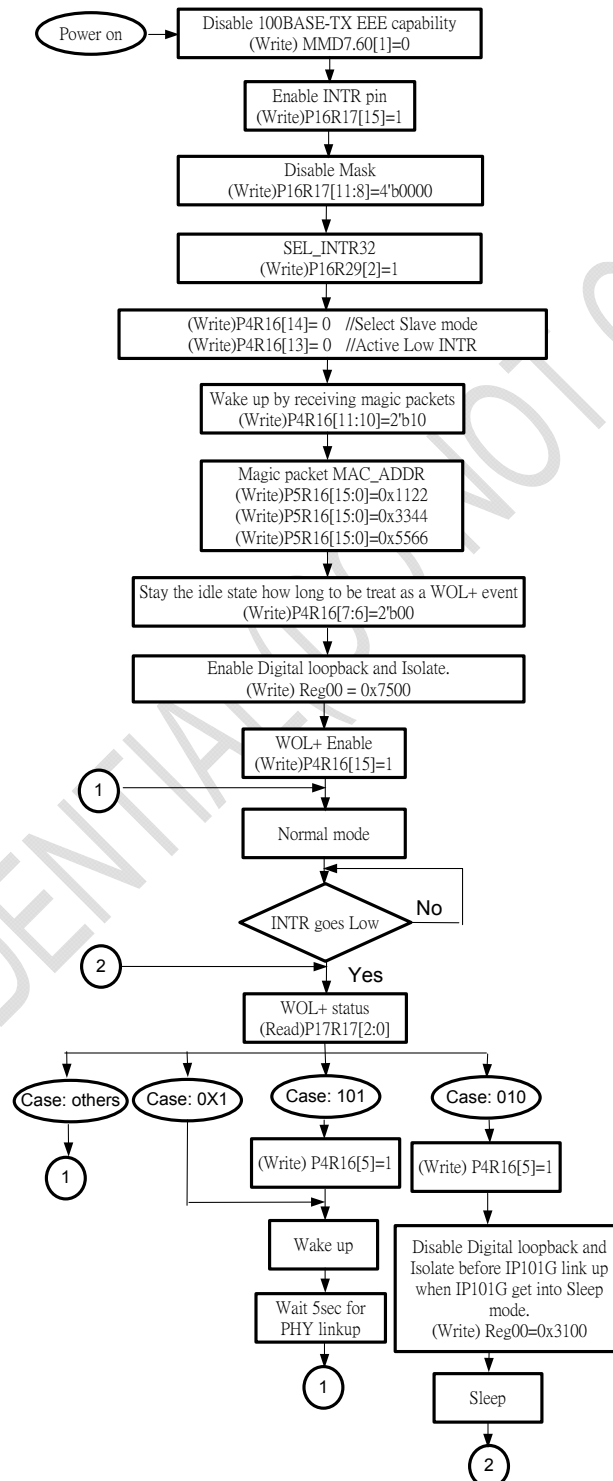 Power on
Disable 100BASE-TX EEE capability
(Write) MMD7.60[1]=0
Enable INTR pin
(Write)P16R17[15]=1
Disable Mask
(Write)P16R17[11:8]=4'b0000
SEL_INTR32
(Write)P16R29[2]=1
(Write)P4R16[14]= 0 //Select Slave mode
(Write)P4R16[13]= 0 //Active Low INTR
Wake up by receiving magic packets
(Write)P4R16[11:10]=2'b10
Magic packet MAC_ADDR
(Write)P5R16[15:0]=0x1122
(Write)P5R16[15:0]=0x3344
(Write)P5R16[15:0]=0x5566
Stay the idle state how long to be treat as a WOL+ event
(Write)P4R16[7:6]=2'b00
Enable Digital loopback and Isolate.
(Write) Reg00 = 0x7500
WOL+ Enable
(Write)P4R16[15]=1
1
Normal mode
INTR goes Low
No
2
Yes
WOL+ status
(Read)P17R17[2:0]
Case: others
Case: 0X1
Case: 101
Case: 010
1
(Write) P4R16[5]=1
(Write) P4R16[5]=1
Wake up
Wait 5sec for
PHY linkup
1
Disable Digital loopback and
Isolate before IP101G link up
when IP101G get into Sleep
mode.
(Write) Reg00=0x3100
Sleep
2